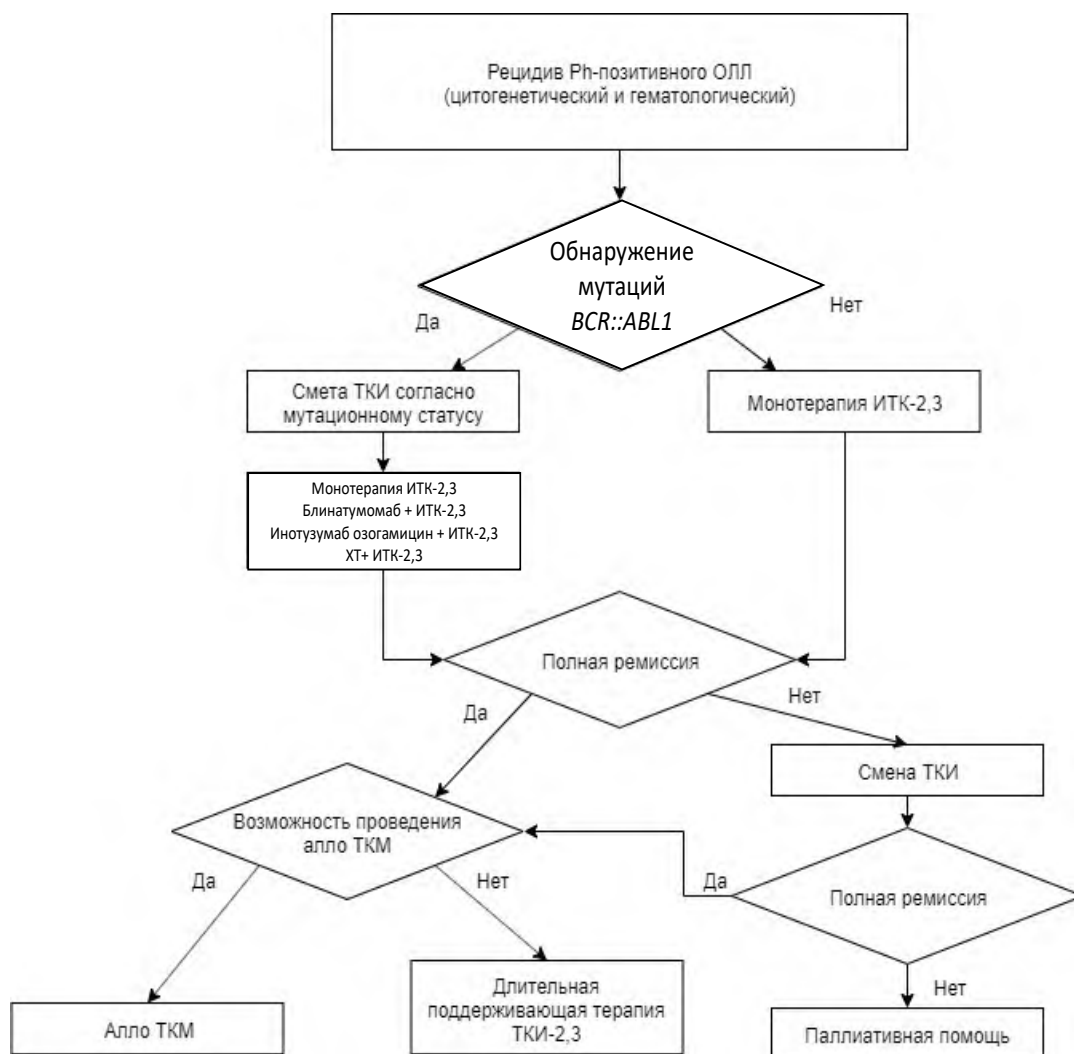 Рецидив Ph-позитивного ОЛЛ
(цитогенетический и гематологический)
Обнаружение
мутаций
BCR::ABL1
Да
Нет
Смета ТКИ согласно
мутационному статусу
Монотерапия ИТК-2,3
Монотерапия ИТК-2,3
Блинатумомаб + ИТК-2,3
Инотузумаб озогамицин + ИТК-2,3
ХТ+ ИТК-2,3
Полная ремиссия
Да
Нет
Смена ТКИ
Возможность проведения
алло ТКМ
Да
Нет
Да
Полная ремиссия
Нет
Алло ТКМ
Длительная
поддерживающая терапия
ТКИ-2,3
Паллиативная помощь